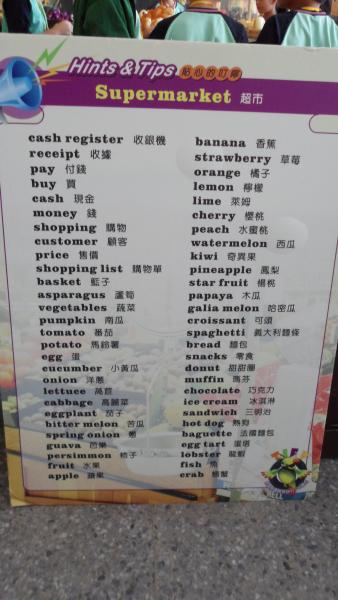 Hints & Tips 貼心的叮嚀
Supermarket 超市
cash register 收銀機
receipt 收據
pay 付錢
buy 買
cash 現金
money 錢
shopping 購物
customer 顧客
price 售價
shopping list 購物單
basket 籃子
asparagus 蘆筍
vegetables 蔬菜
pumpkin 南瓜
tomato 番茄
potato 馬鈴薯
egg 蛋
cucumber 小黃瓜
onion 洋蔥
lettuce 萵苣
cabbage 高麗菜
eggplant 茄子
bitter melon 苦瓜
spring onion 蔥
guava 芭樂
persimmon 柿子
fruit 水果
apple 蘋果
banana 香蕉
strawberry 草莓
orange 橘子
lemon 檸檬
lime 萊姆
cherry 櫻桃
peach 水蜜桃
watermelon 西瓜
kiwi 奇異果
pineapple 鳳梨
star fruit 楊桃
papaya 木瓜
galia melon 哈密瓜
croissant 可頌
spaghetti 義大利麵條
bread 麵包
snacks 零食
donut 甜甜圈
muffin 瑪芬
chocolate 巧克力
ice cream 冰淇淋
sandwich 三明治
hot dog 熱狗
baguette 法國麵包
egg tart 蛋塔
lobster 龍蝦
fish 魚
crab 螃蟹